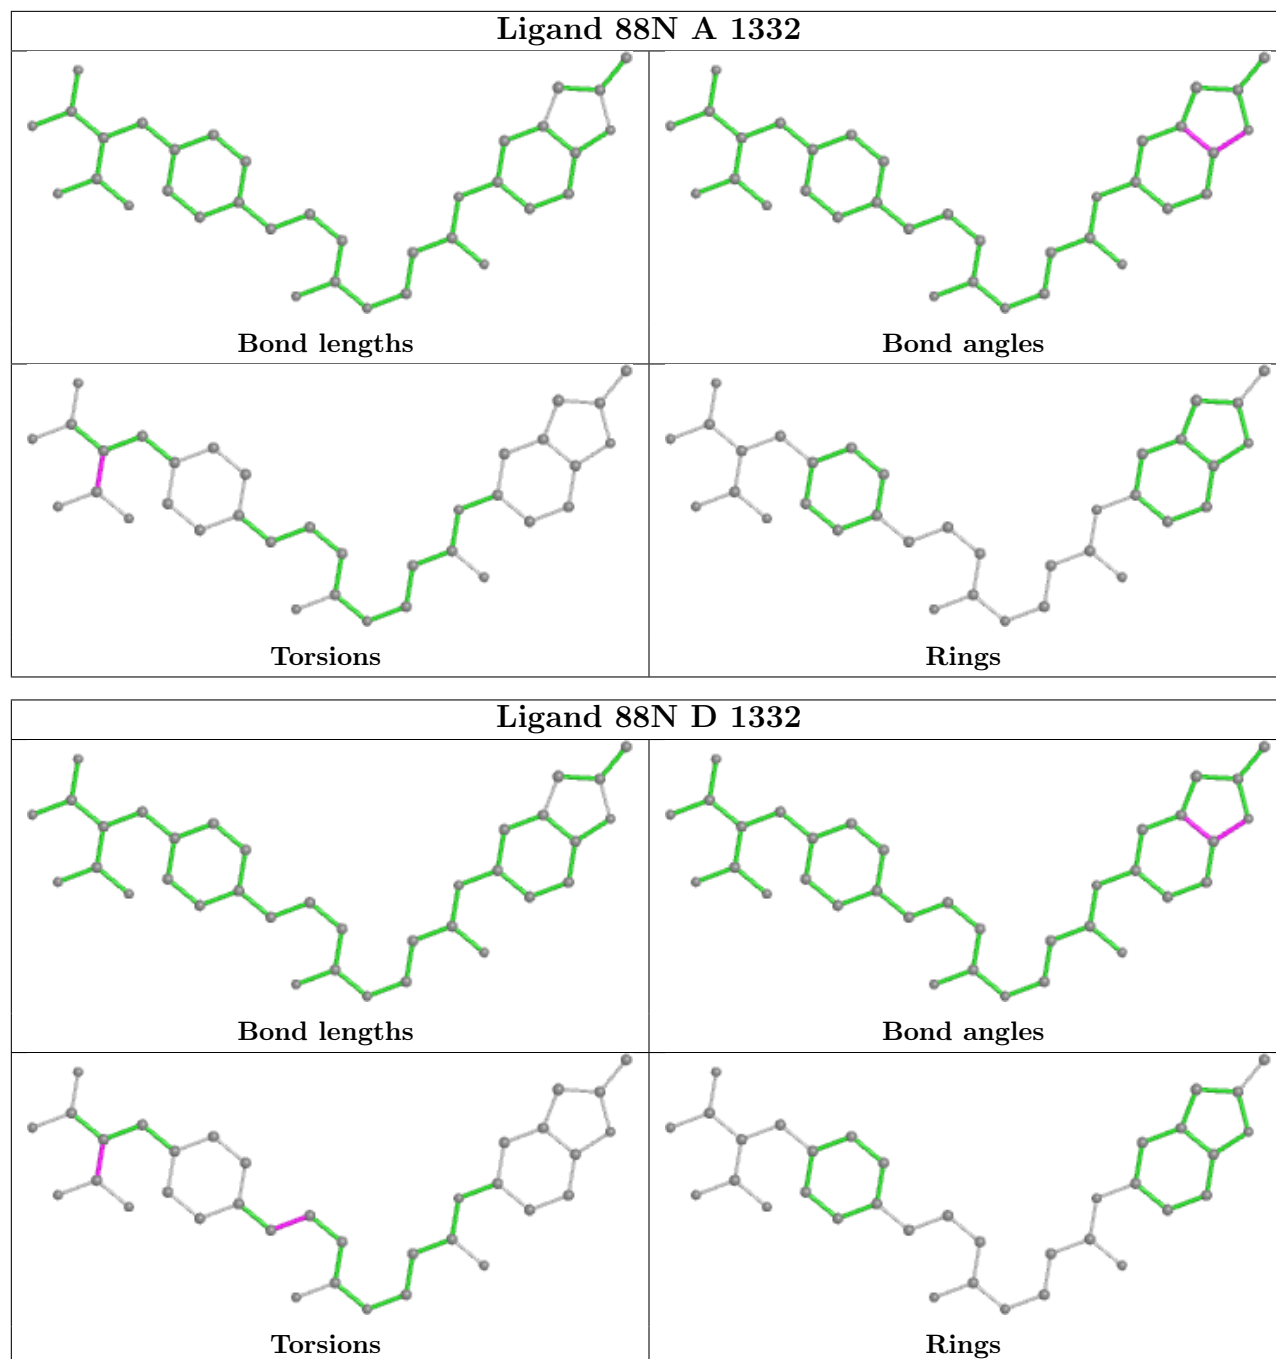 Ligand 88N A 1332
Bond lengths
Bond angles
Torsions
Rings
Ligand 88N D 1332
Bond lengths
Bond angles
Torsions
Rings